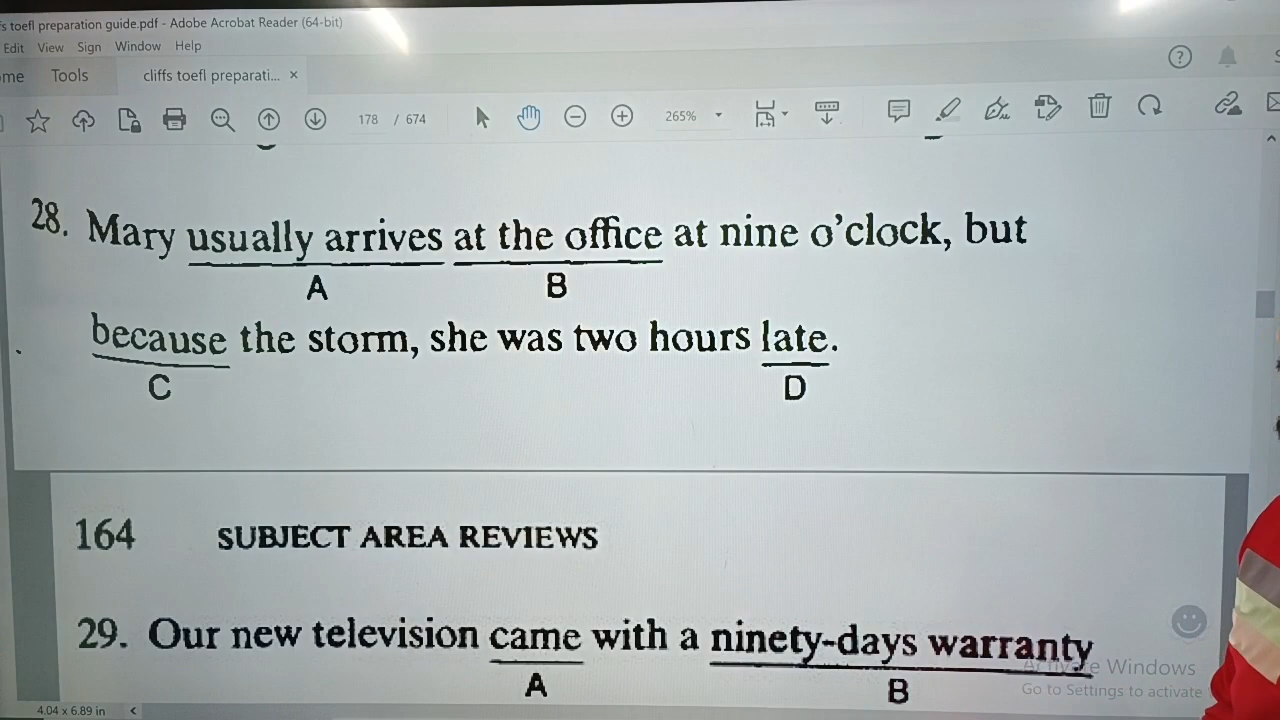 s toefl preparation guide.pdf - Adobe Acrobat Reader (64-bit)
Edit View Sign Window Help
me Tools cliffs toefl preparati... ×
178 / 674 265%
28. Mary usually arrives at the office at nine o'clock, but
A B
because the storm, she was two hours late.
C D
164 SUBJECT AREA REVIEWS
29. Our new television came with a ninety-days warranty
A B
Activate Windows
Go to Settings to activate
4.04 x 6.89 in